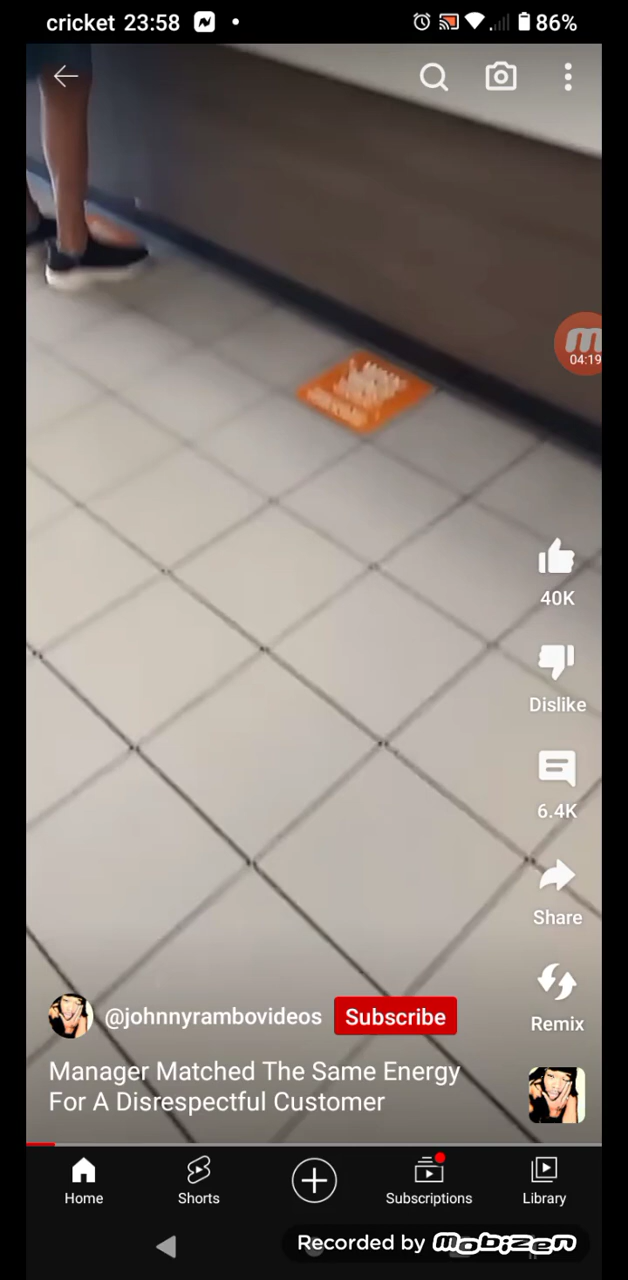 cricket 23:58
86%
04:19
40K
Dislike
6.4K
Share
Remix
@johnnyrambovideos Subscribe
Manager Matched The Same Energy
For A Disrespectful Customer
Home Shorts Subscriptions Library
Recorded by mobizen